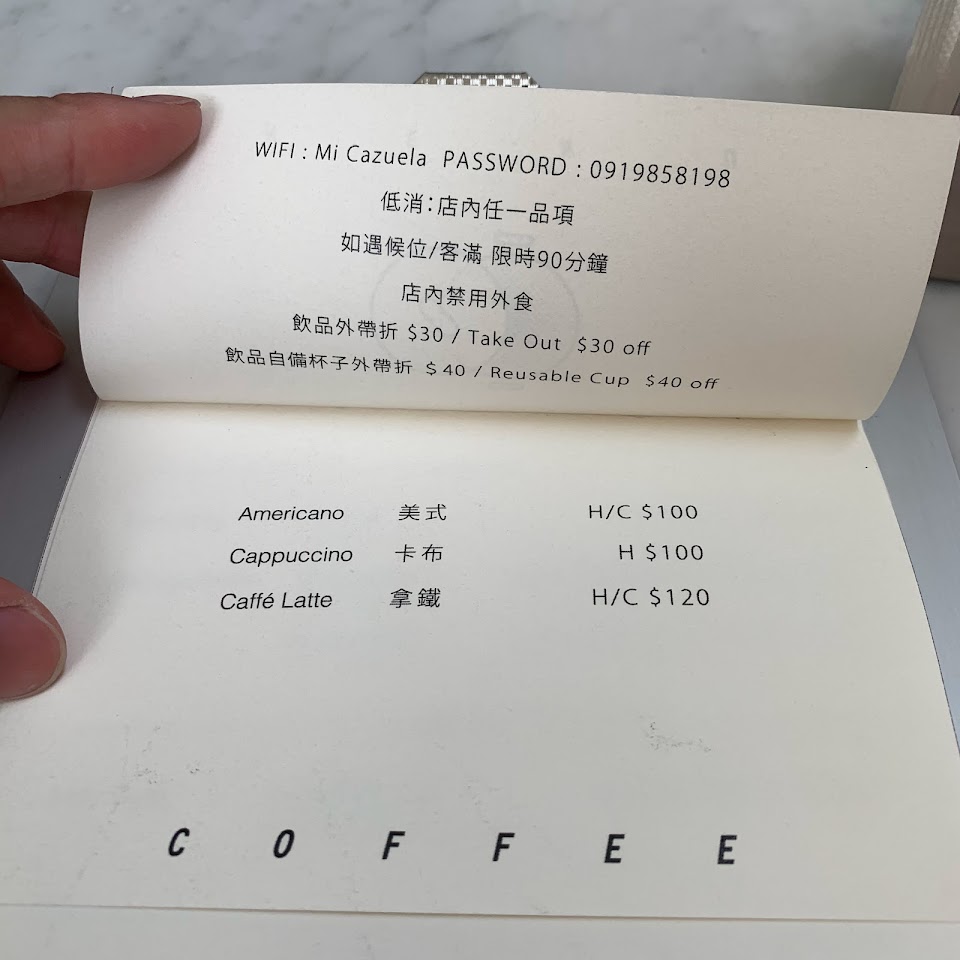 WIFI : Mi Cazuela PASSWORD : 0919858198
低消：店內任一品項
如遇候位/客滿 限時90分鐘
店內禁用外食
飲品外帶折 $30 / Take Out $30 off
飲品自備杯子外帶折 $40 / Reusable Cup $40 off
Americano 美式 H/C $100
Cappuccino 卡布 H $100
Caffé Latte 拿鐵 H/C $120
COFFEE